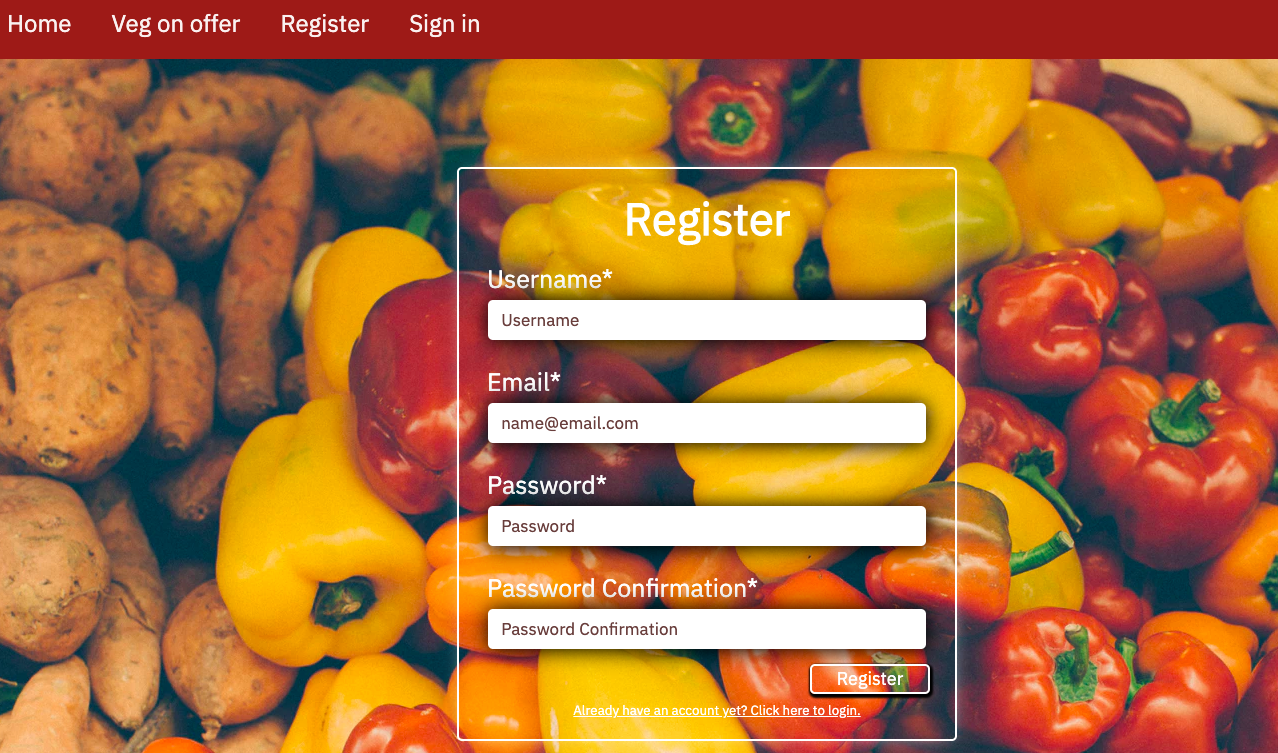 Home Veg on offer Register Sign in
Register
Username*
Username
Email*
name@email.com
Password*
Password
Password Confirmation*
Password Confirmation
Register
Already have an account yet? Click here to login.